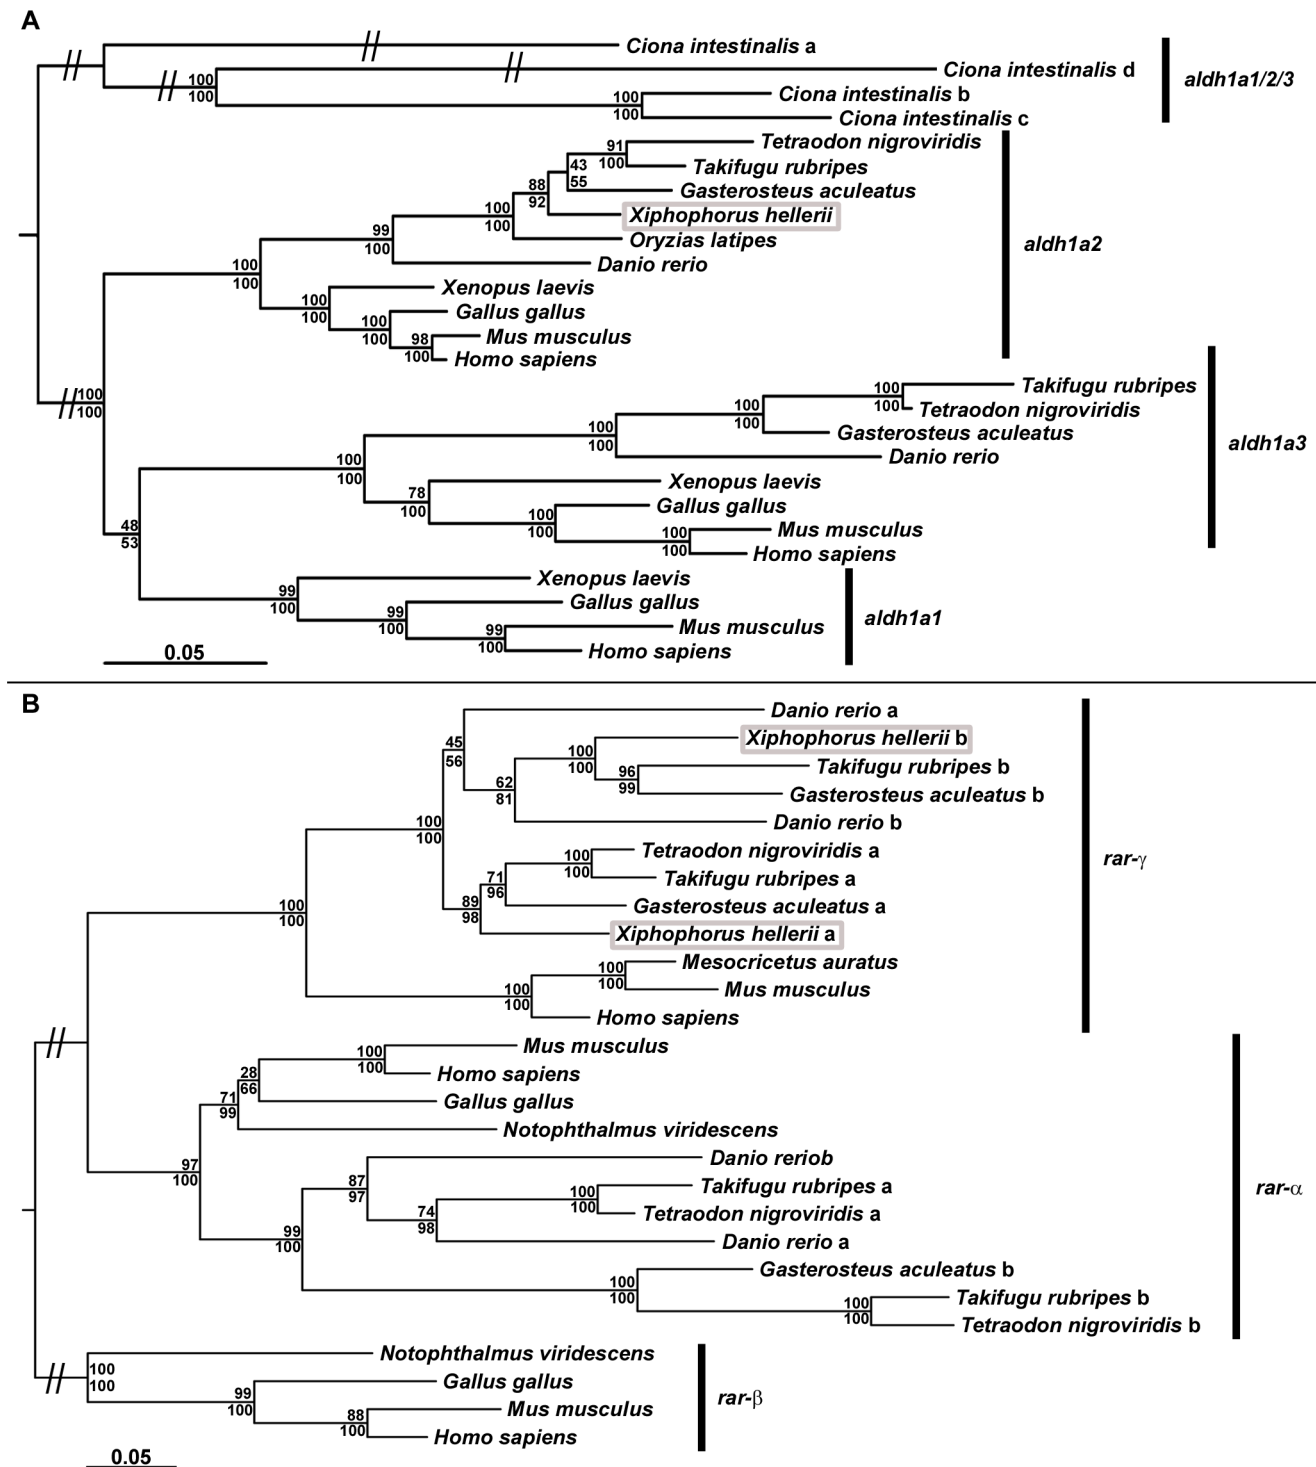 A
Ciona intestinalis a
Ciona intestinalis d
100
100
Ciona intestinalis b
100
100
Ciona intestinalis c
aldh1a1/2/3
Tetraodon nigroviridis
91
100
Takifugu rubripes
43
55
Gasterosteus aculeatus
88
92
Xiphophorus hellerii
100
100
Oryzias latipes
99
100
Danio rerio
aldh1a2
100
100
Xenopus laevis
100
100
Gallus gallus
100
100
Mus musculus
98
100
Homo sapiens
100
100
Takifugu rubripes
100
100
Tetraodon nigroviridis
100
100
Gasterosteus aculeatus
100
100
Danio rerio
aldh1a3
100
100
Xenopus laevis
78
100
Gallus gallus
100
100
Mus musculus
100
100
Homo sapiens
48
53
Xenopus laevis
99
100
Gallus gallus
99
100
Mus musculus
99
100
Homo sapiens
aldh1a1
0.05
B
Danio rerio a
45
56
Xiphophorus hellerii b
100
100
Takifugu rubripes b
96
99
Gasterosteus aculeatus b
62
81
Danio rerio b
100
100
Tetraodon nigroviridis a
100
100
Takifugu rubripes a
71
96
Gasterosteus aculeatus a
89
98
Xiphophorus hellerii a
rar-γ
100
100
Mesocricetus auratus
100
100
Mus musculus
100
100
Homo sapiens
Mus musculus
100
100
Homo sapiens
28
66
Gallus gallus
71
99
Notophthalmus viridescens
97
100
Danio reriob
87
97
Takifugu rubripes a
100
100
Tetraodon nigroviridis a
74
98
Danio rerio a
99
100
Gasterosteus aculeatus b
100
100
Takifugu rubripes b
100
100
Tetraodon nigroviridis b
rar-α
Notophthalmus viridescens
100
100
Gallus gallus
99
100
Mus musculus
88
100
Homo sapiens
rar-β
0.05